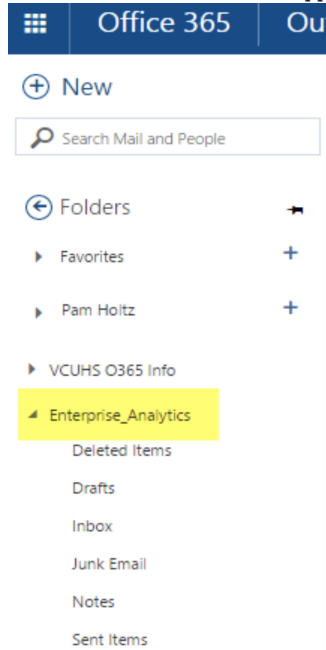 Office 365 Ou
New
Search Mail and People
Folders
Favorites
Pam Holtz
VCUHS O365 Info
Enterprise_Analytics
Deleted Items
Drafts
Inbox
Junk Email
Notes
Sent Items